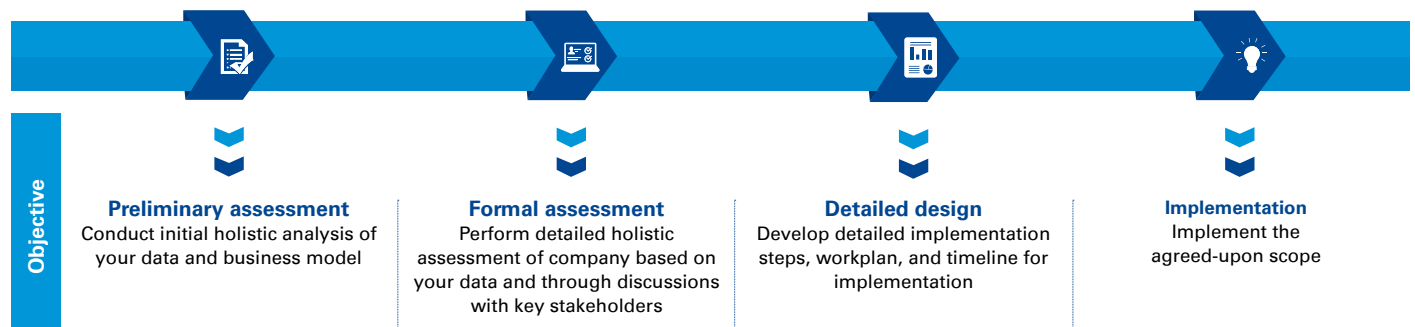 Objective
Preliminary assessment
Conduct initial holistic analysis of
your data and business model
Formal assessment
Perform detailed holistic
assessment of company based on
your data and through discussions
with key stakeholders
Detailed design
Develop detailed implementation
steps, workplan, and timeline for
implementation
Implementation
Implement the
agreed-upon scope